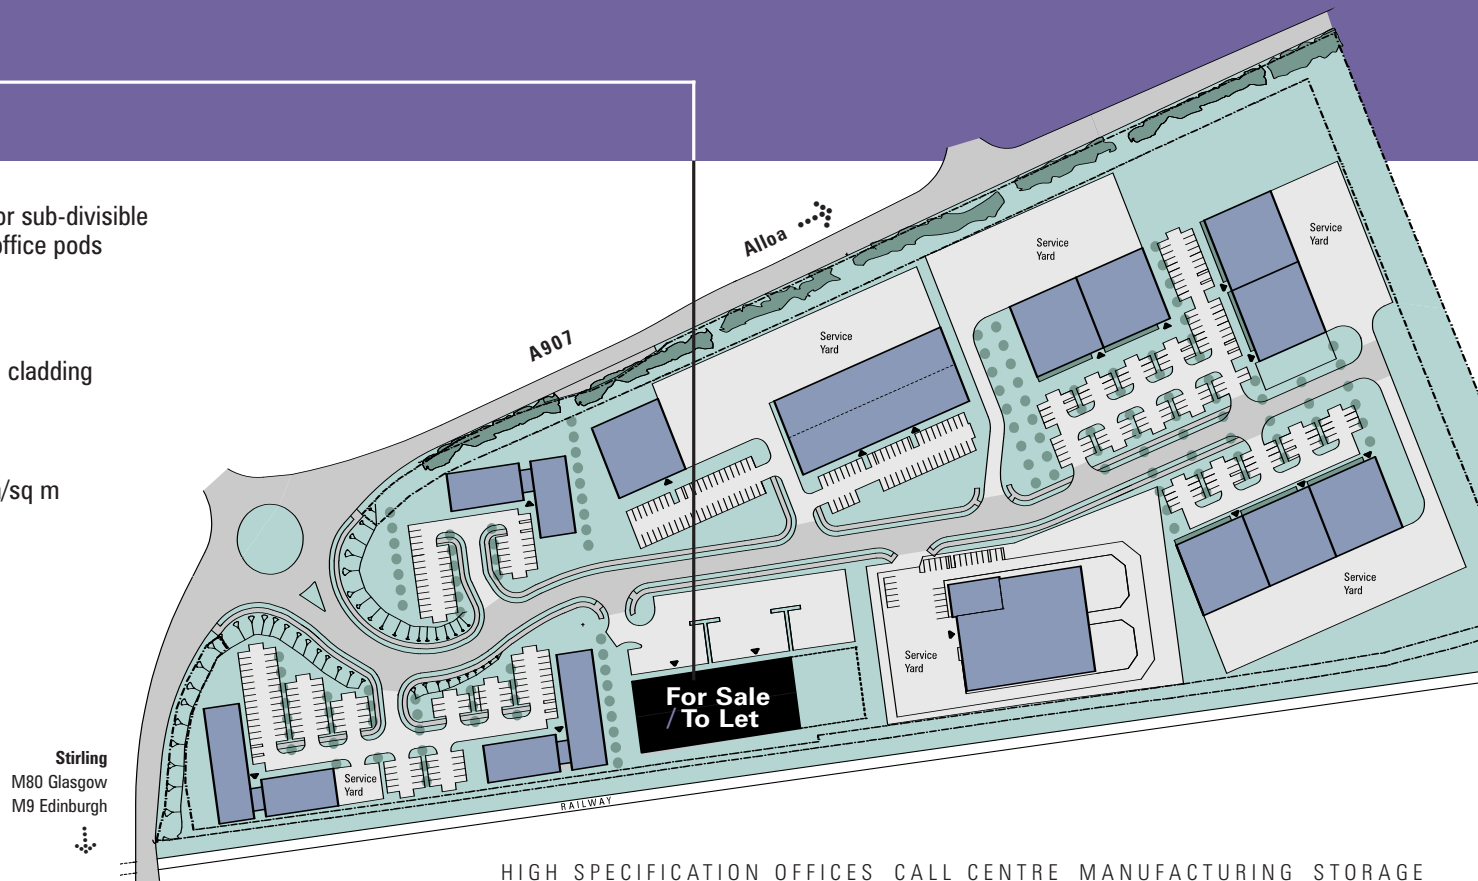 or sub-divisible
office pods
cladding
/sq m
A907
Alloa
Service
Yard
Service
Yard
Service
Yard
Service
Yard
Service
Yard
Service
Yard
For Sale
/ To Let
Stirling
M80 Glasgow
M9 Edinburgh
RAILWAY
HIGH SPECIFICATION OFFICES CALL CENTRE MANUFACTURING STORAGE